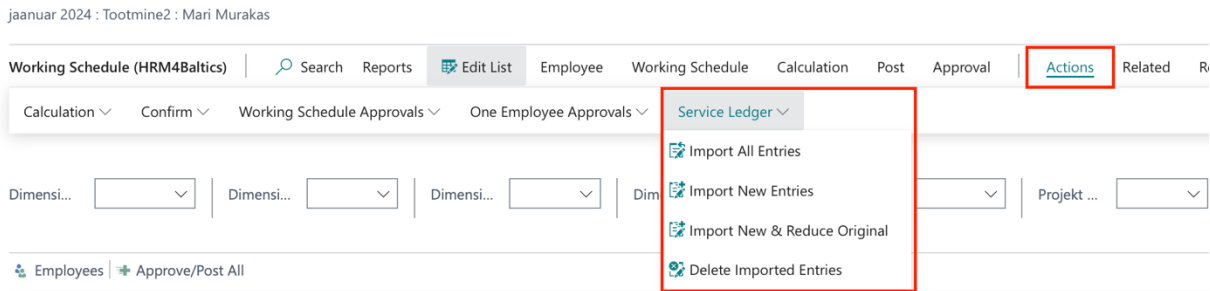 jaanuar 2024 : Tootmine2 : Mari Murakas
Working Schedule (HRM4Baltics) Search Reports Edit List Employee Working Schedule Calculation Post Approval Actions Related
Calculation Confirm Working Schedule Approvals One Employee Approvals Service Ledger
Import All Entries
Dimensi... Dimensi... Dimensi... Dim Import New Entries Projekt ...
Import New & Reduce Original
Employees Approve/Post All Delete Imported Entries